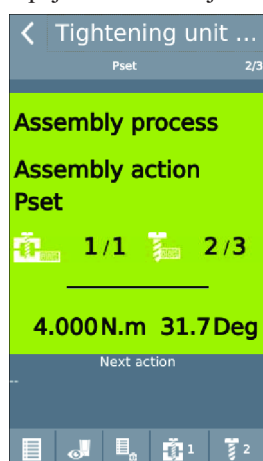 Tightening unit ...
Pset 2/3
Assembly process
Assembly action
Pset
1/1 2/3
4.000N.m 31.7Deg
Next action
--
1 2